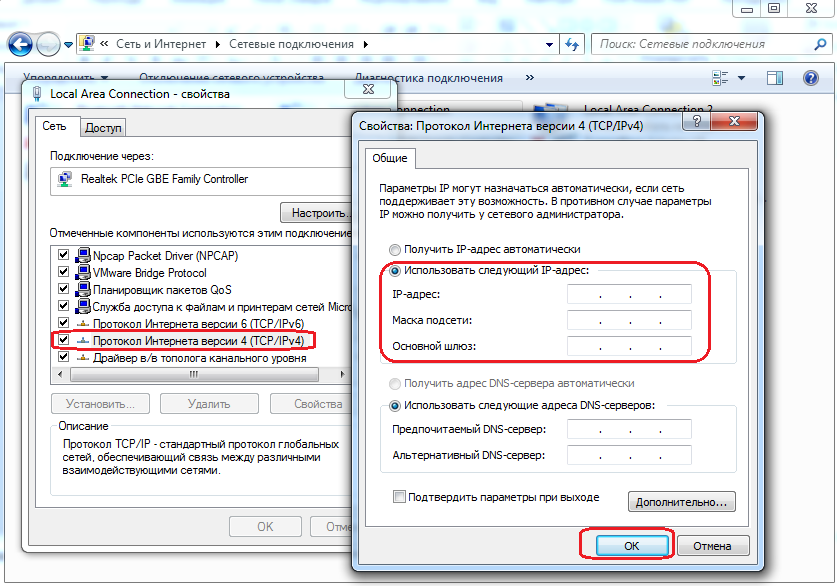 « Сеть и Интернет ▸ Сетевые подключения ▸
Поиск: Сетевые подключения
Упорядочить Отключение сетевого устройства Диагностика подключения »
Local Area Connection 2
Local Area Connection - свойства
Сеть Доступ
Подключение через:
Realtek PCIe GBE Family Controller
Настроить...
Отмеченные компоненты используются этим подключение
Npcap Packet Driver (NPCAP)
VMware Bridge Protocol
Планировщик пакетов QoS
Служба доступа к файлам и принтерам сетей Micro
Протокол Интернета версии 6 (TCP/IPv6)
Протокол Интернета версии 4 (TCP/IPv4)
Драйвер в/в тополога канального уровня
Установить... Удалить Свойства
Описание
Протокол TCP/IP - стандартный протокол глобальных
сетей, обеспечивающий связь между различными
взаимодействующими сетями.
OK Отме
Свойства: Протокол Интернета версии 4 (TCP/IPv4)
Общие
Параметры IP могут назначаться автоматически, если сеть
поддерживает эту возможность. В противном случае параметры
IP можно получить у сетевого администратора.
Получить IP-адрес автоматически
Использовать следующий IP-адрес:
IP-адрес: . . .
Маска подсети: . . .
Основной шлюз: . . .
Получить адрес DNS-сервера автоматически
Использовать следующие адреса DNS-серверов:
Предпочитаемый DNS-сервер: . . .
Альтернативный DNS-сервер: . . .
Подтвердить параметры при выходе
Дополнительно...
OK Отмена